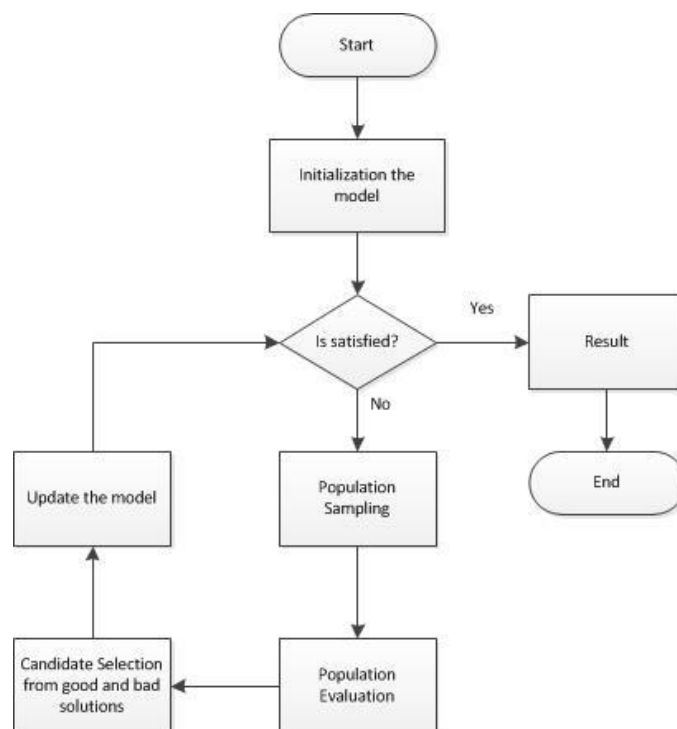 Start
Initialization the
model
Is satisfied?
Yes
Result
No
End
Update the model
Population
Sampling
Candidate Selection
from good and bad
solutions
Population
Evaluation